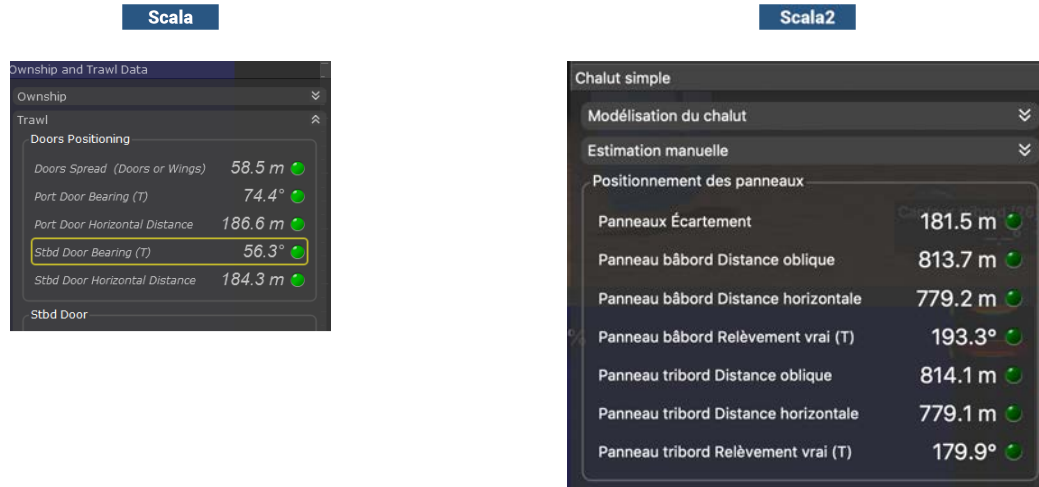 Scala
Ownship and Trawl Data
Ownship
Trawl
Doors Positioning
Doors Spread (Doors or Wings) 58.5 m
Port Door Bearing (T) 74.4°
Port Door Horizontal Distance 186.6 m
Stbd Door Bearing (T) 56.3°
Stbd Door Horizontal Distance 184.3 m
Stbd Door
Scala2
Chalut simple
Modélisation du chalut
Estimation manuelle
Positionnement des panneaux
Panneaux Écartement 181.5 m
Panneau bâbord Distance oblique 813.7 m
Panneau bâbord Distance horizontale 779.2 m
Panneau bâbord Relèvement vrai (T) 193.3°
Panneau tribord Distance oblique 814.1 m
Panneau tribord Distance horizontale 779.1 m
Panneau tribord Relèvement vrai (T) 179.9°